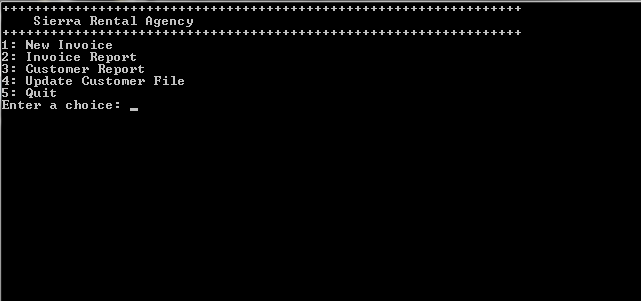 +++++++++++++++++++++++++++++++++++++++++++++++++++++++++++++++++
Sierra Rental Agency
+++++++++++++++++++++++++++++++++++++++++++++++++++++++++++++++++
1: New Invoice
2: Invoice Report
3: Customer Report
4: Update Customer File
5: Quit
Enter a choice: _